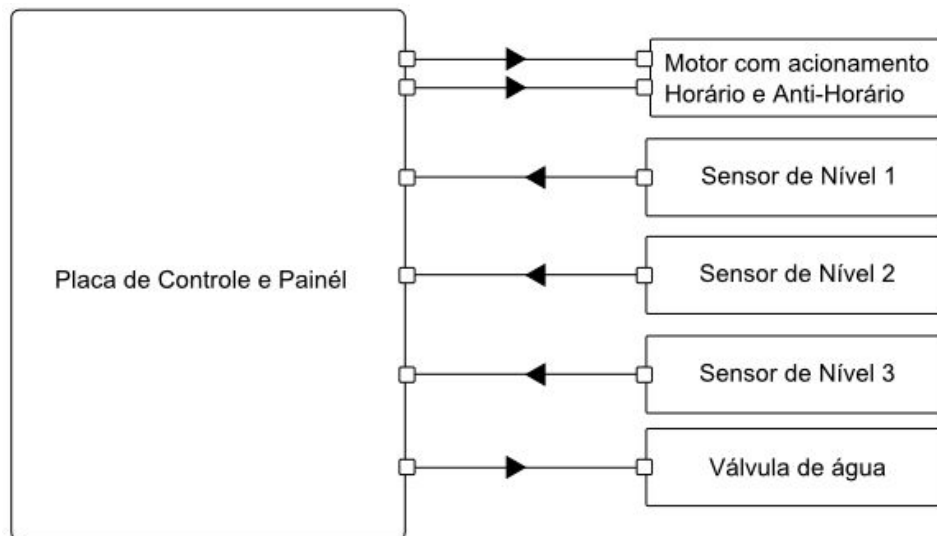 Motor com acionamento
Horário e Anti-Horário
Sensor de Nível 1
Placa de Controle e Painél
Sensor de Nível 2
Sensor de Nível 3
Válvula de água